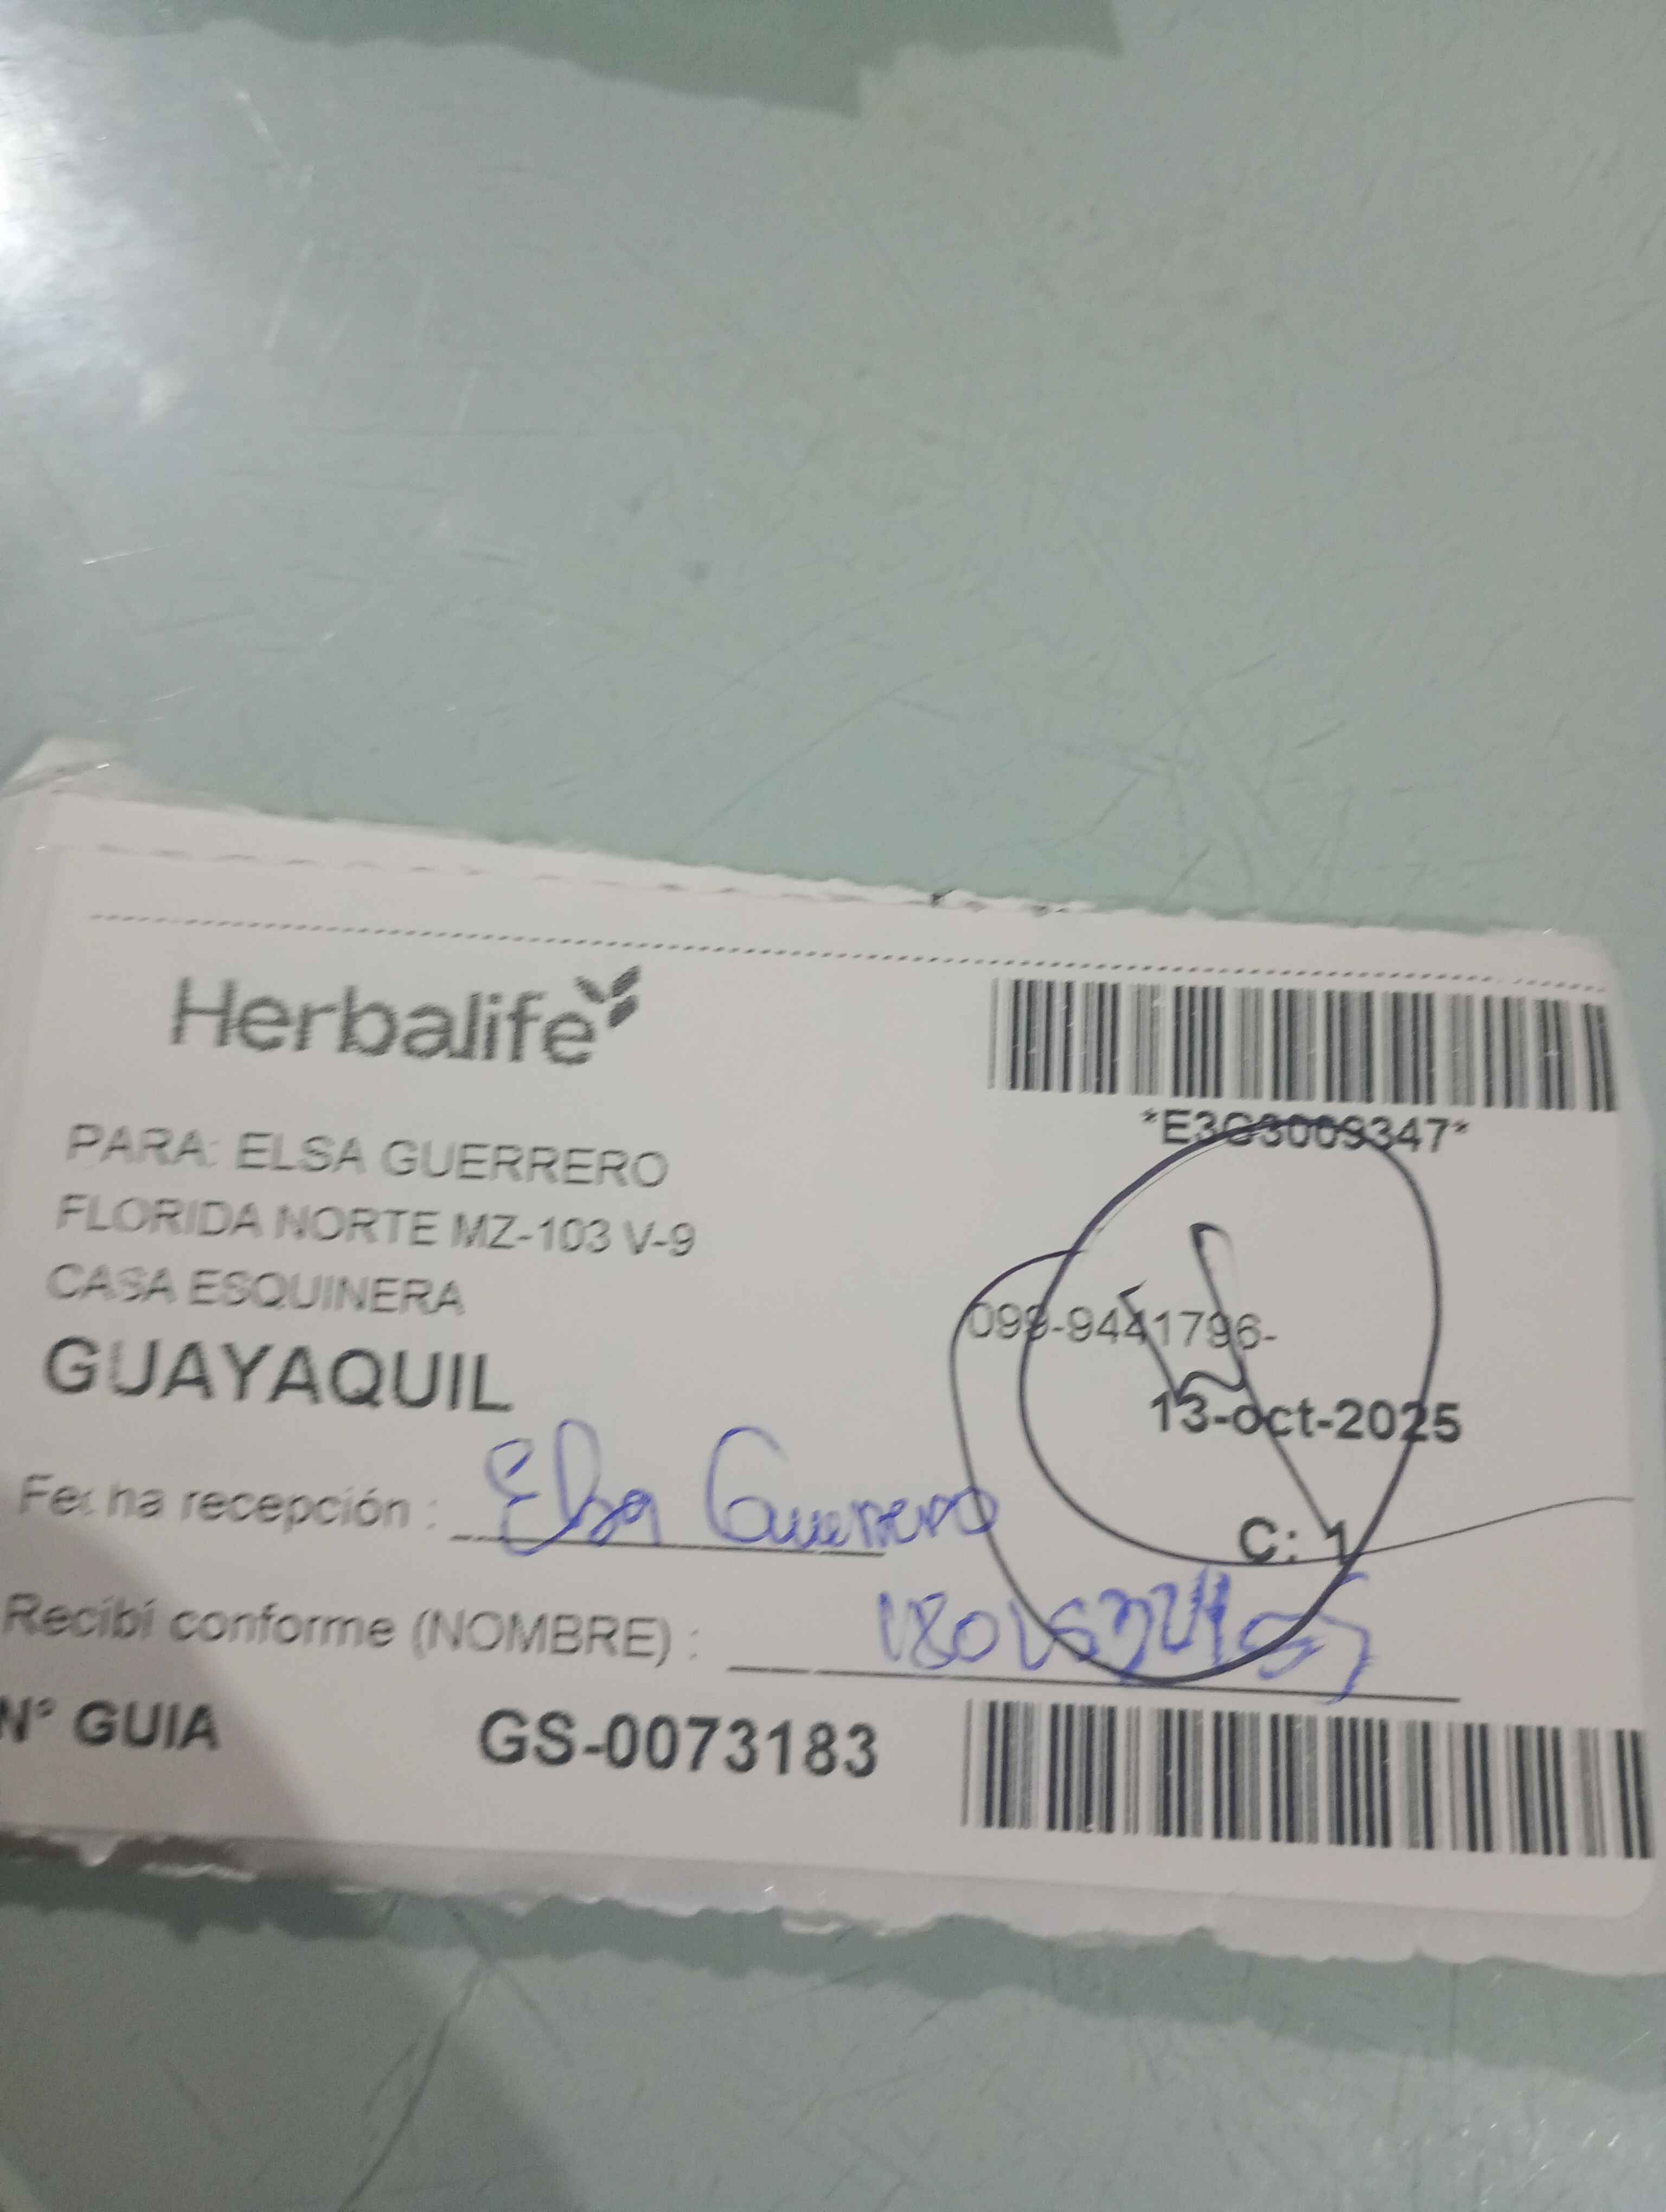 Herbalife
*E3G3069347*
PARA: ELSA GUERRERO
FLORIDA NORTE MZ-103 V-9
CASA ESQUINERA
099-9441796-
GUAYAQUIL
13-oct-2025
Fecha recepción : Elsa Guerrero
C: 1
Recibí conforme (NOMBRE) :
N° GUIA GS-0073183